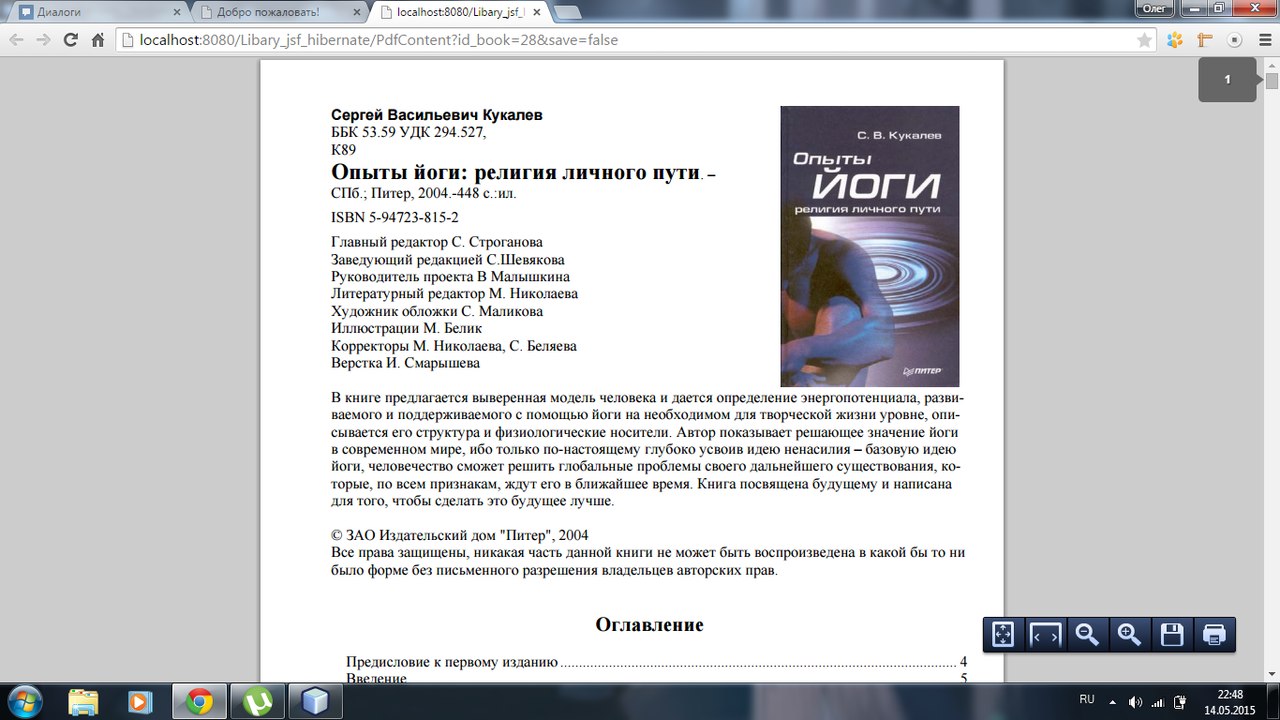 Диалоги
Добро пожаловать!
localhost:8080/Libary_jsf_
Олег
localhost:8080/Libary_jsf_hibernate/PdfContent?id_book=28&save=false
1
Сергей Васильевич Кукалев
ББК 53.59 УДК 294.527,
К89
Опыты йоги: религия личного пути. –
СПб.; Питер, 2004.-448 с.:ил.
ISBN 5-94723-815-2
Главный редактор С. Строганова
Заведующий редакцией С.Шевякова
Руководитель проекта В Малышкина
Литературный редактор М. Николаева
Художник обложки С. Маликова
Иллюстрации М. Белик
Корректоры М. Николаева, С. Беляева
Верстка И. Смарышева
С. В. Кукалев
Опыты
йоги
религия личного пути
ПИТЕР
В книге предлагается выверенная модель человека и дается определение энергопотенциала, разви-
ваемого и поддерживаемого с помощью йоги на необходимом для творческой жизни уровне, опи-
сывается его структура и физиологические носители. Автор показывает решающее значение йоги
в современном мире, ибо только по-настоящему глубоко усвоив идею ненасилия – базовую идею
йоги, человечество сможет решить глобальные проблемы своего дальнейшего существования, ко-
торые, по всем признакам, ждут его в ближайшее время. Книга посвящена будущему и написана
для того, чтобы сделать это будущее лучше.
© ЗАО Издательский дом "Питер", 2004
Все права защищены, никакая часть данной книги не может быть воспроизведена в какой бы то ни
было форме без письменного разрешения владельцев авторских прав.
Оглавление
Предисловие к первому изданию 4
Введение 5
RU
22:48
14.05.2015